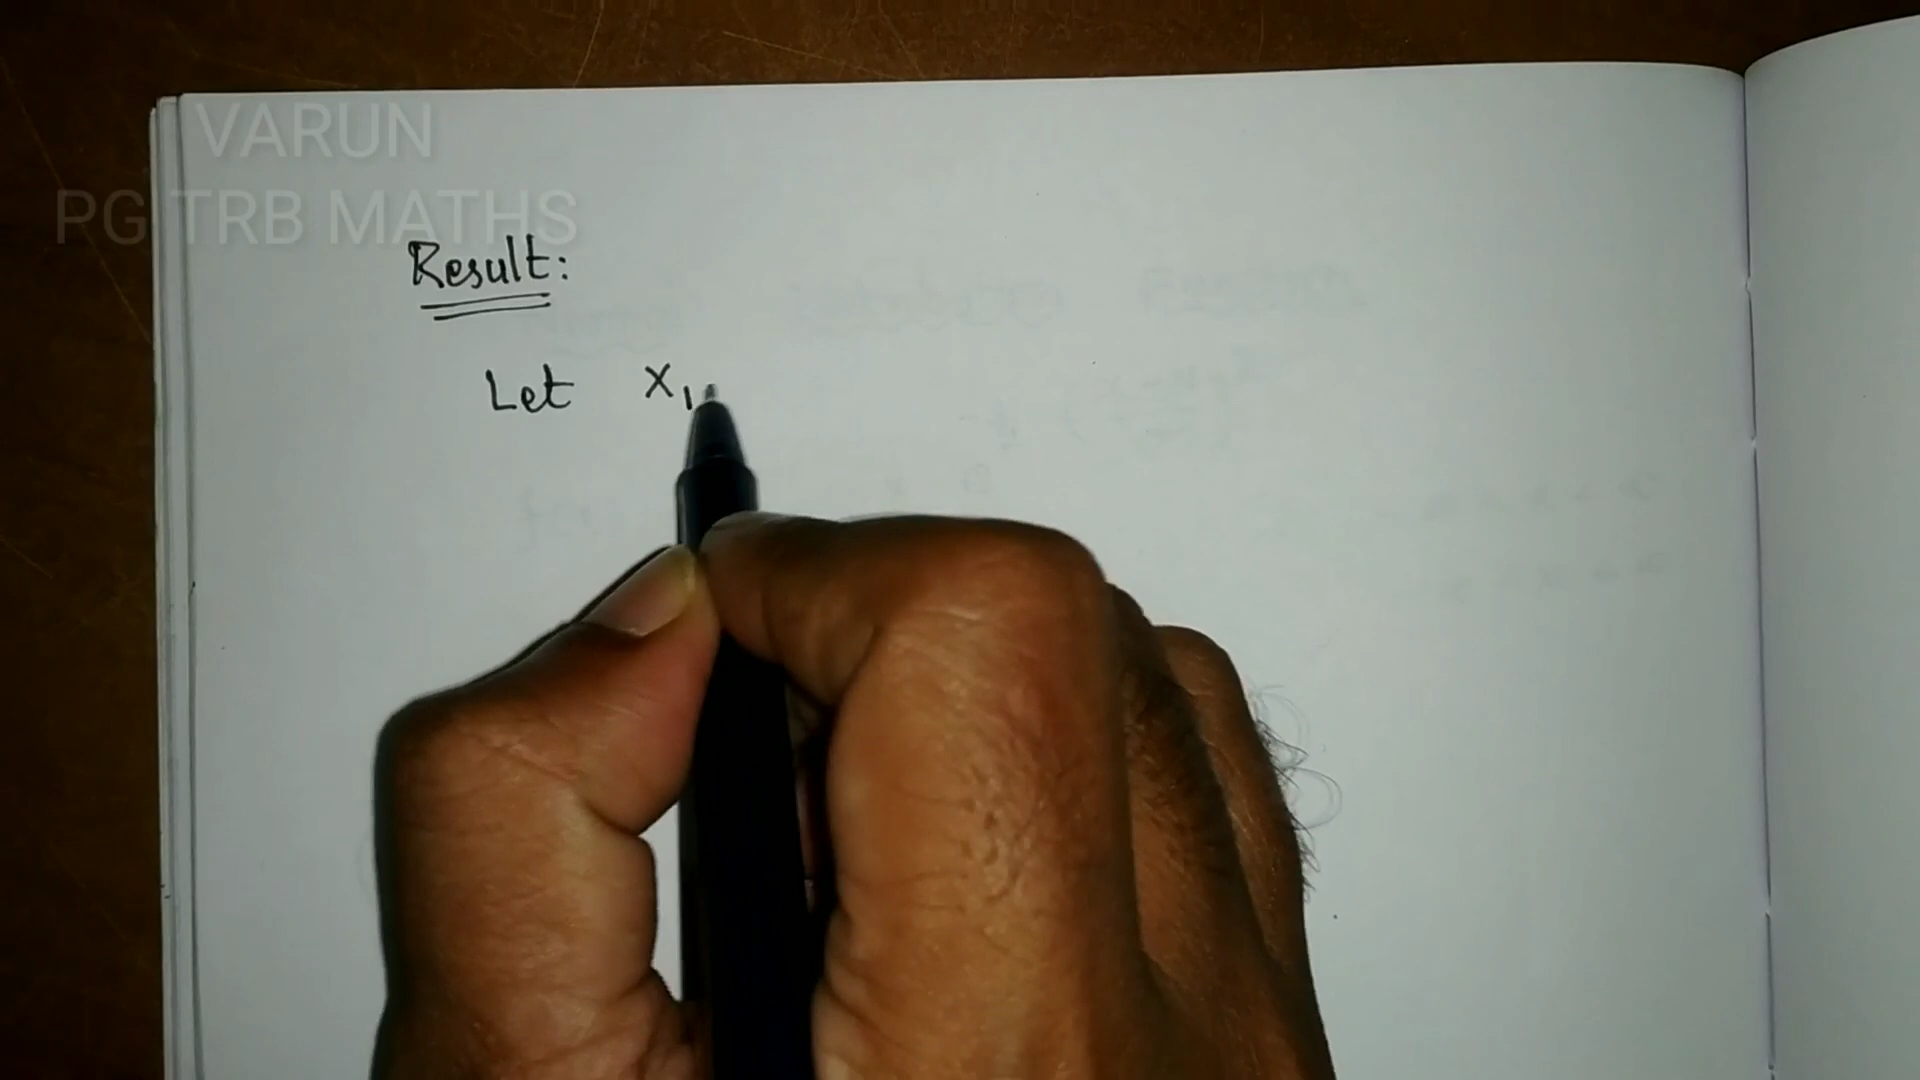 VARUN
PG TRB MATHS
Result:
Let X₁